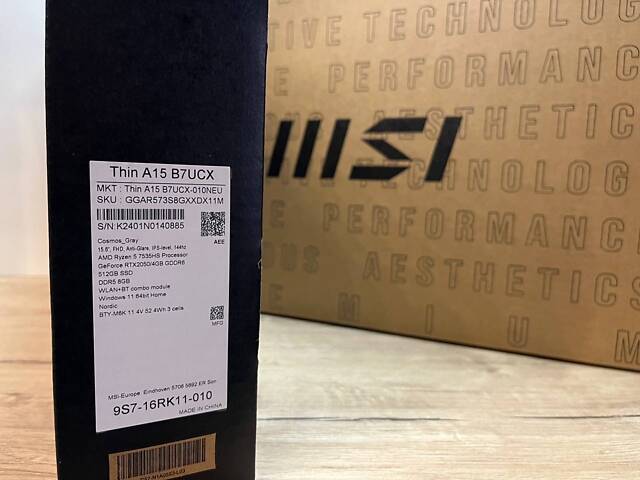 Thin A15 B7UCX
MKT : Thin A15 B7UCX-010NEU
SKU : GGAR573S8GXXDX11M
S/N:K2401N0140885
AEE
Cosmos_Gray
15.6", FHD, Anti-Glare, IPS-level, 144hz
AMD Ryzen 5 7535HS Processor
GeForce RTX2050/4GB GDDR6
512GB SSD
DDR5 8GB
WLAN+BT combo module
Windows 11 64bit Home
Nordic
BTY-M6K 11.4V 52.4Wh 3 cells
MFG
MSI-Europe: Eindhoven 5706 5692 ER Son
9S7-16RK11-010
MADE IN CHINA
TIVE TECHNOLOG
E PERFORMANC
msi
AESTHETIC
TECHNOLOG
PERFORMAN
ESTHETICS
E M I U M